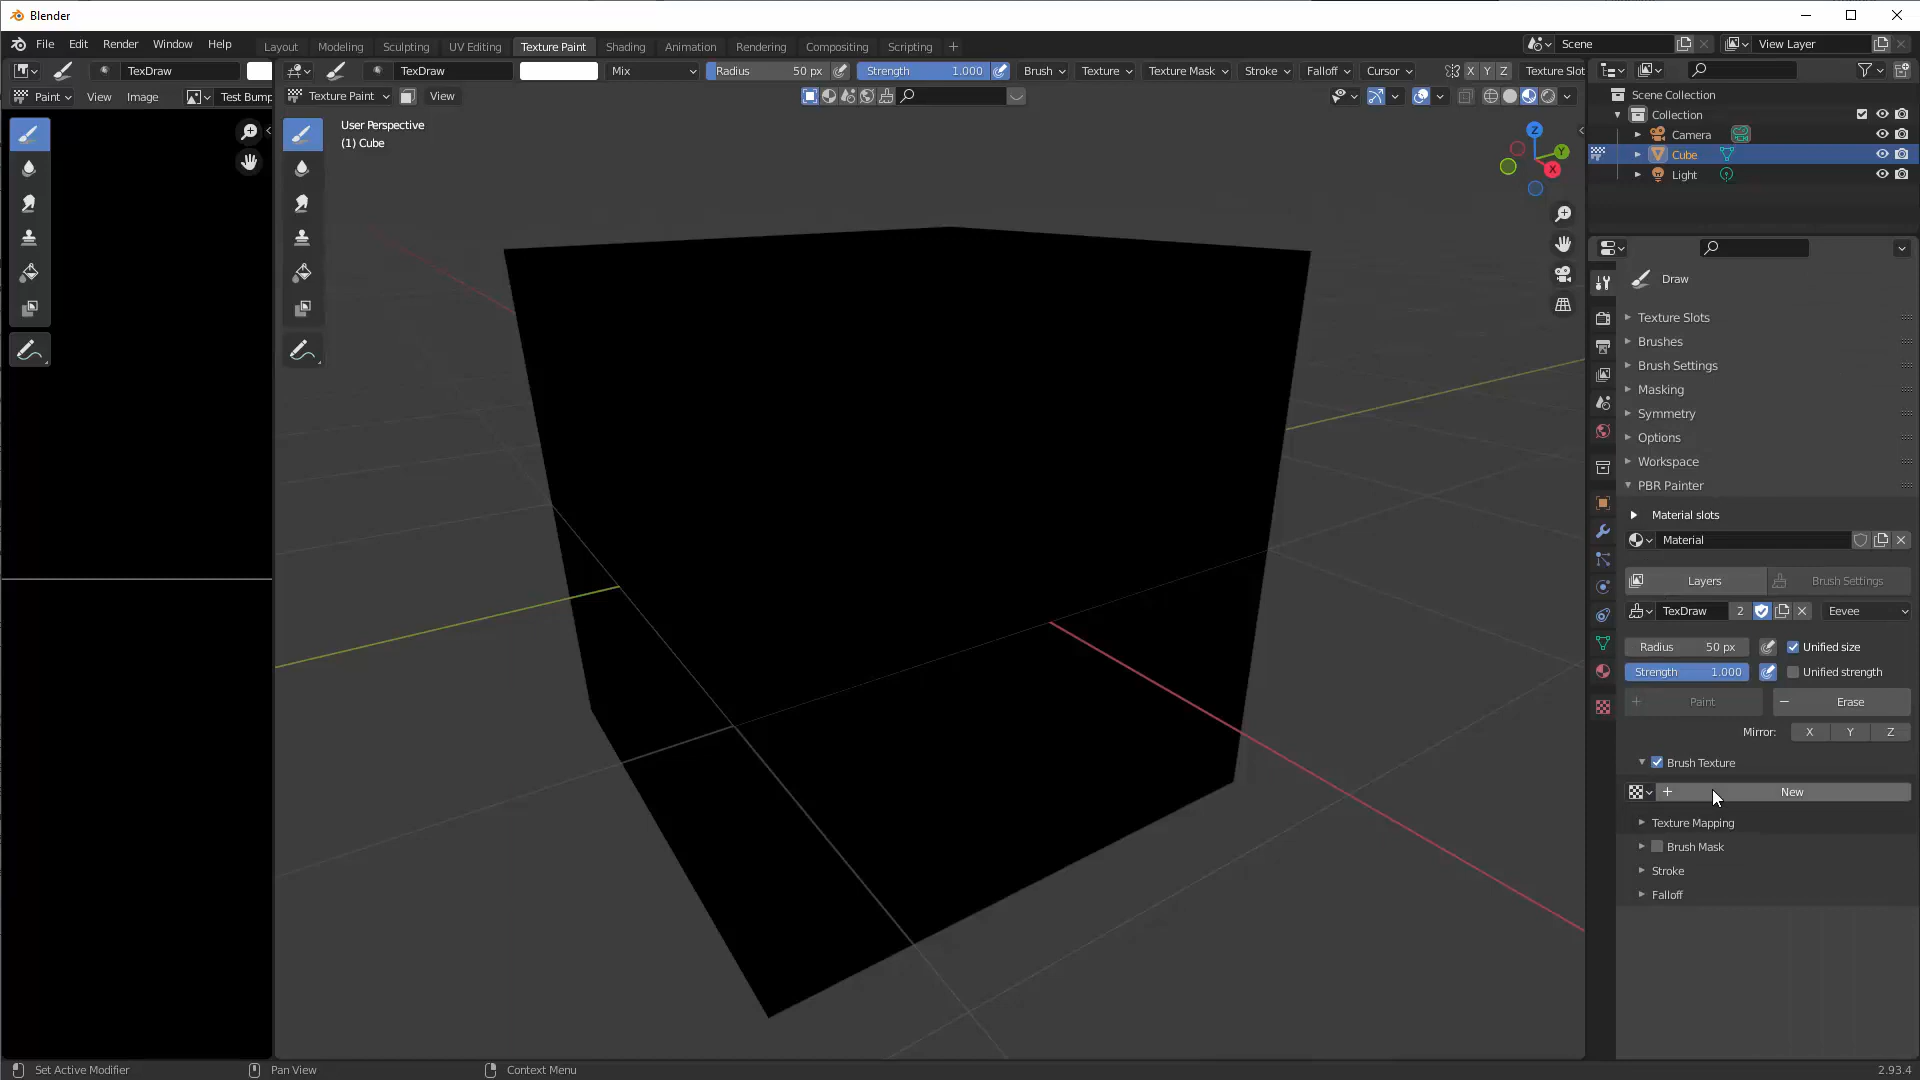 Blender
File Edit Render Window Help
Layout Modeling Sculpting UV Editing Texture Paint Shading Animation Rendering Compositing Scripting
Scene View Layer
TexDraw
TexDraw Mix Radius 50 px Strength 1.000 Brush Texture Texture Mask Stroke Falloff Cursor X Y Z Texture Slot
Paint View Image Test Bump
Texture Paint View
User Perspective
(1) Cube
Z
Y
X
Scene Collection
Collection
Camera
Cube
Light
Draw
Texture Slots
Brushes
Brush Settings
Masking
Symmetry
Options
Workspace
PBR Painter
Material slots
Material
Layers Brush Settings
TexDraw 2 Eevee
Radius 50 px Unified size
Strength 1.000 Unified strength
Paint Erase
Mirror: X Y Z
Brush Texture
New
Texture Mapping
Brush Mask
Stroke
Falloff
Set Active Modifier Pan View Context Menu 2.93.4